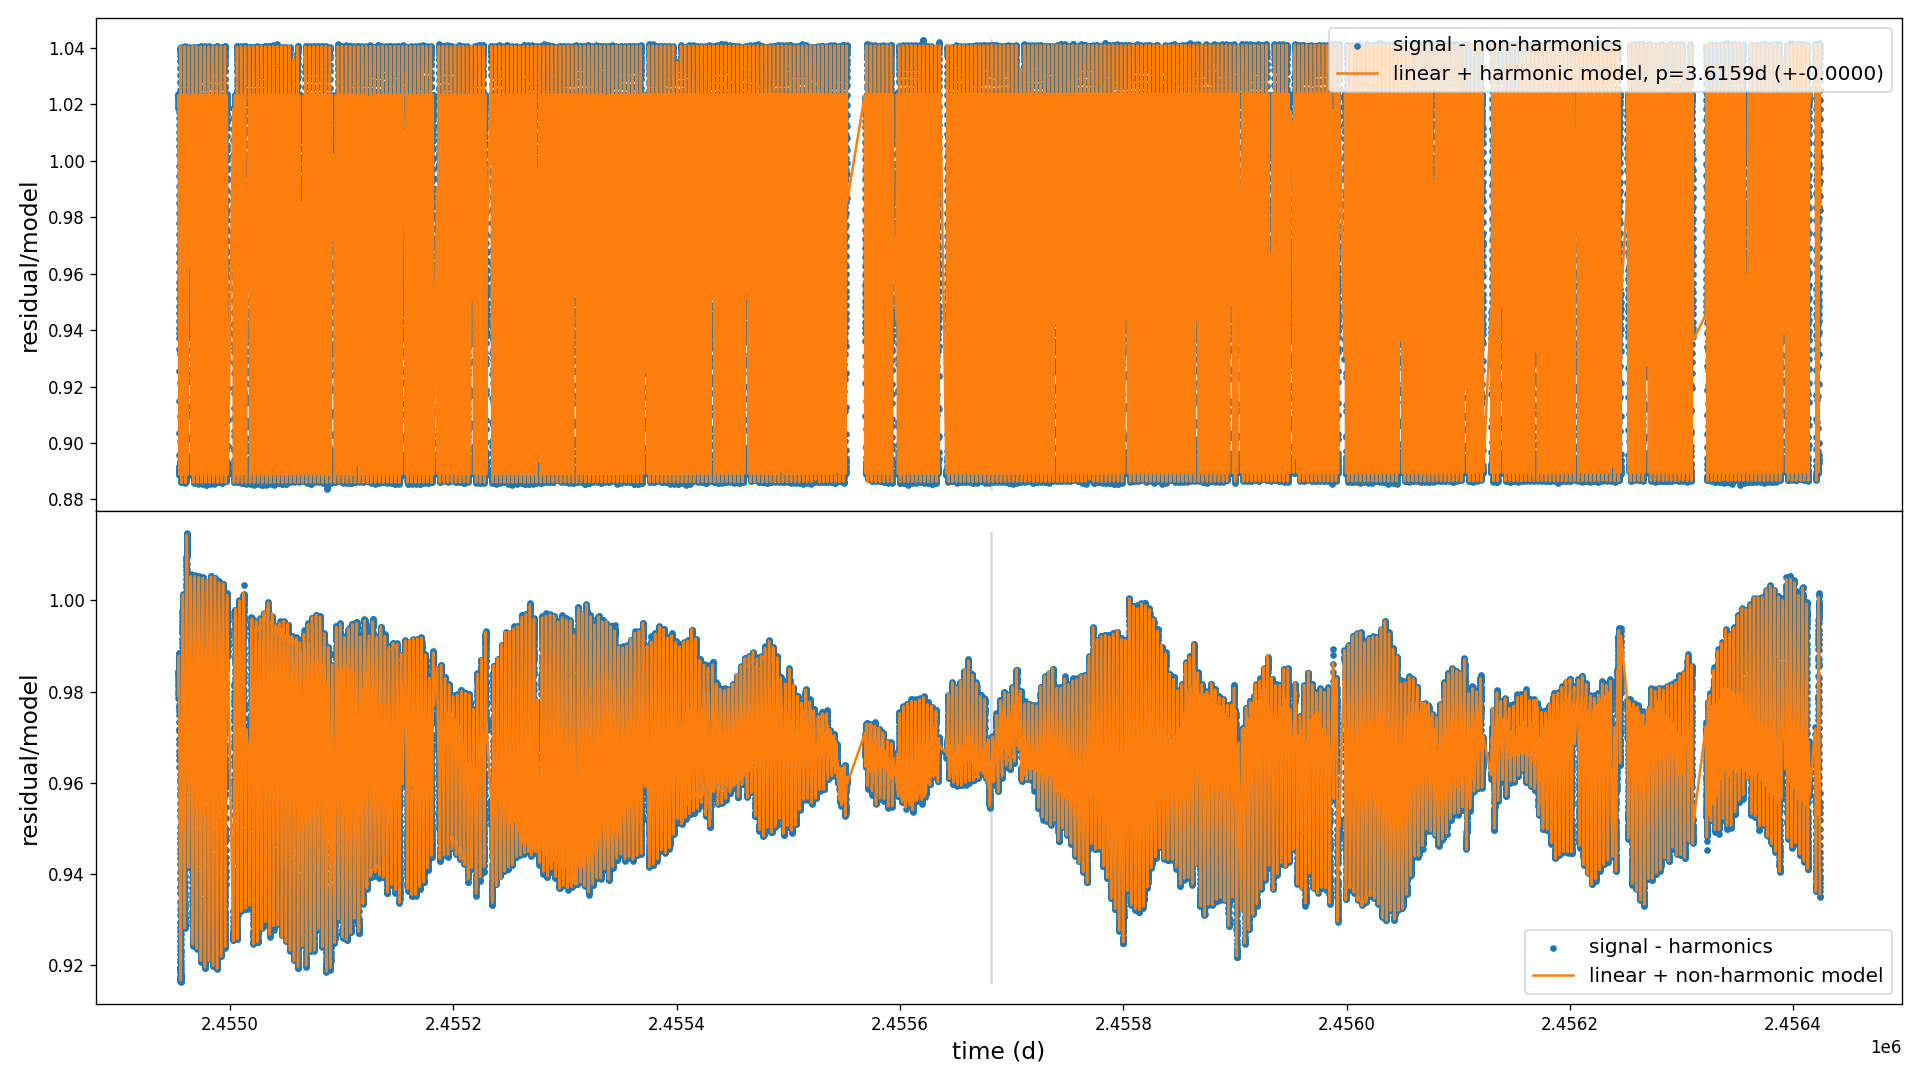 signal - non-harmonics
linear + harmonic model, p=3.6159d (+-0.0000)
1.04
1.02
1.00
0.98
0.96
0.94
0.92
0.90
0.88
residual/model
1.00
0.98
0.96
0.94
0.92
residual/model
signal - harmonics
linear + non-harmonic model
2.4550
2.4552
2.4554
2.4556
2.4558
2.4560
2.4562
2.4564
1e6
time (d)